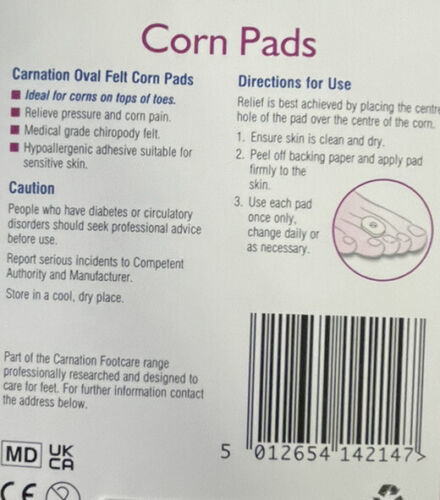 Corn Pads
Carnation Oval Felt Corn Pads
Ideal for corns on tops of toes.
Relieve pressure and corn pain.
Medical grade chiropody felt.
Hypoallergenic adhesive suitable for
sensitive skin.
Caution
People who have diabetes or circulatory
disorders should seek professional advice
before use.
Report serious incidents to Competent
Authority and Manufacturer.
Store in a cool, dry place.
Part of the Carnation Footcare range
professionally researched and designed to
care for feet. For further information contact
the address below.
MD UK
CA
CE
Directions for Use
Relief is best achieved by placing the centre
hole of the pad over the centre of the corn.
1. Ensure skin is clean and dry.
2. Peel off backing paper and apply pad
firmly to the
skin.
3. Use each pad
once only,
change daily or
as necessary.
5 012654 142147 >